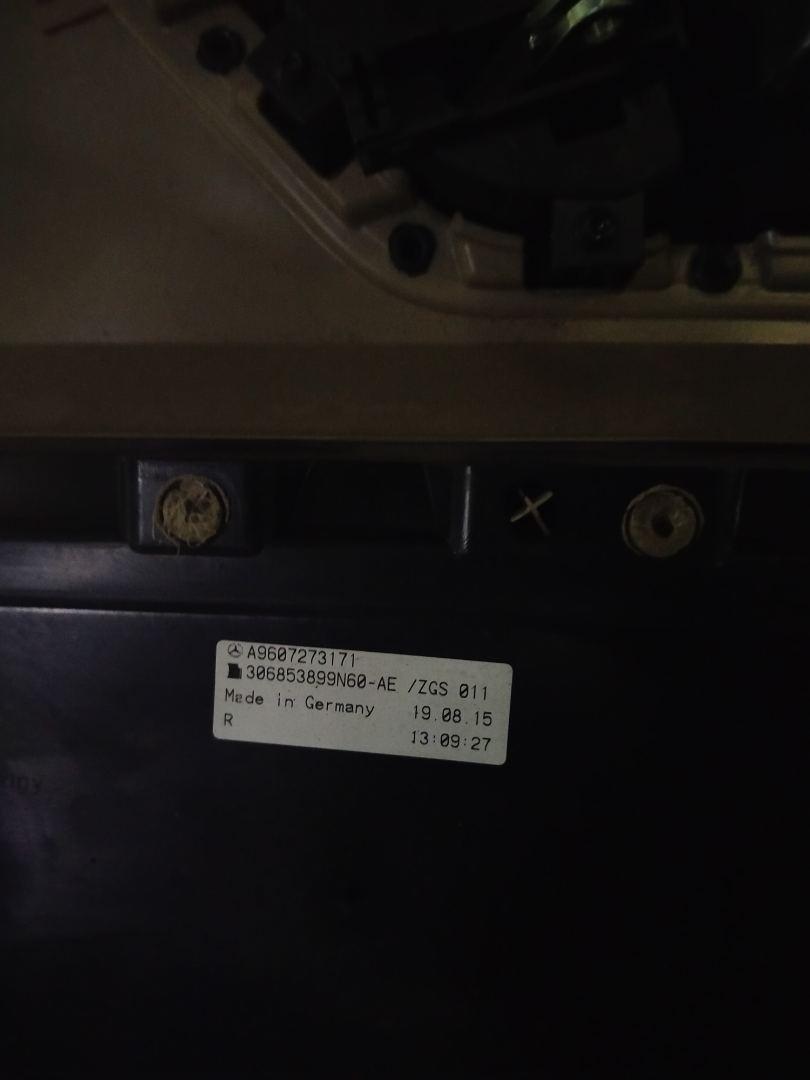 A9607273171
306853899N60-AE /ZGS 011
Made in Germany 19.08.15
R 13:09:27